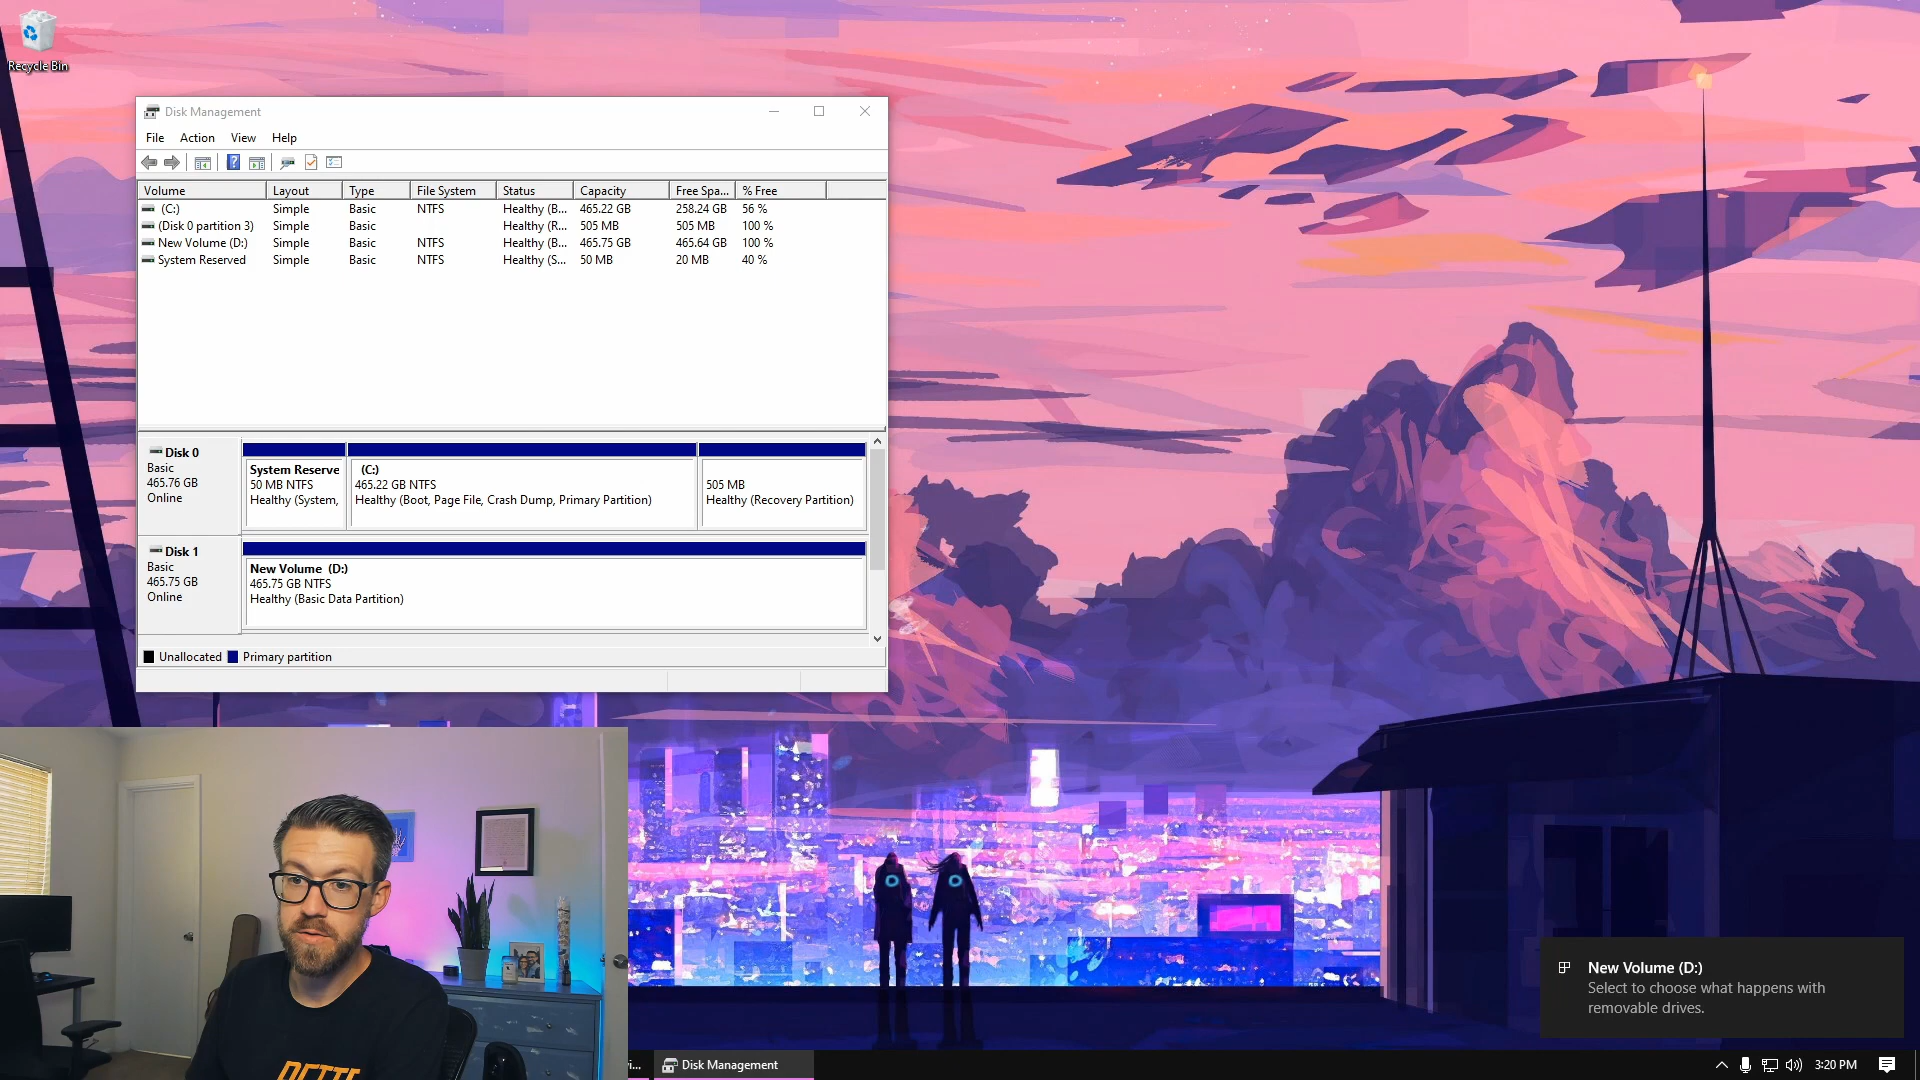 Recycle Bin
Disk Management
File Action View Help
Volume Layout Type File System Status Capacity Free Spa... % Free
(C:) Simple Basic NTFS Healthy (B... 465.22 GB 258.24 GB 56 %
(Disk 0 partition 3) Simple Basic Healthy (R... 505 MB 505 MB 100 %
New Volume (D:) Simple Basic NTFS Healthy (B... 465.75 GB 465.64 GB 100 %
System Reserved Simple Basic NTFS Healthy (S... 50 MB 20 MB 40 %
Disk 0
Basic
465.76 GB
Online
System Reserve
50 MB NTFS
Healthy (System,
(C:)
465.22 GB NTFS
Healthy (Boot, Page File, Crash Dump, Primary Partition)
505 MB
Healthy (Recovery Partition)
Disk 1
Basic
465.75 GB
Online
New Volume (D:)
465.75 GB NTFS
Healthy (Basic Data Partition)
Unallocated Primary partition
New Volume (D:)
Select to choose what happens with
removable drives.
Disk Management
3:20 PM